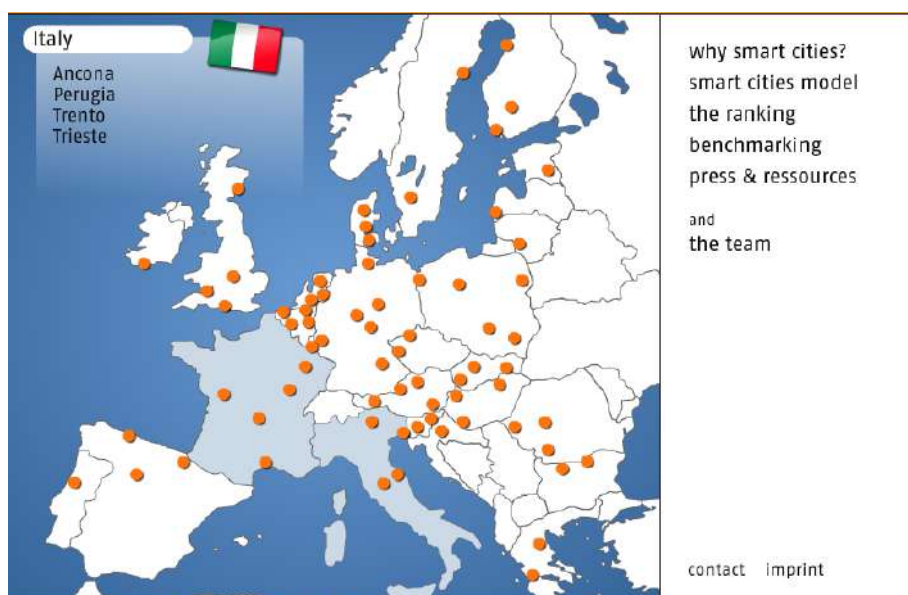 Italy
Ancona
Perugia
Trento
Trieste
why smart cities?
smart cities model
the ranking
benchmarking
press & ressources
and
the team
contact imprint